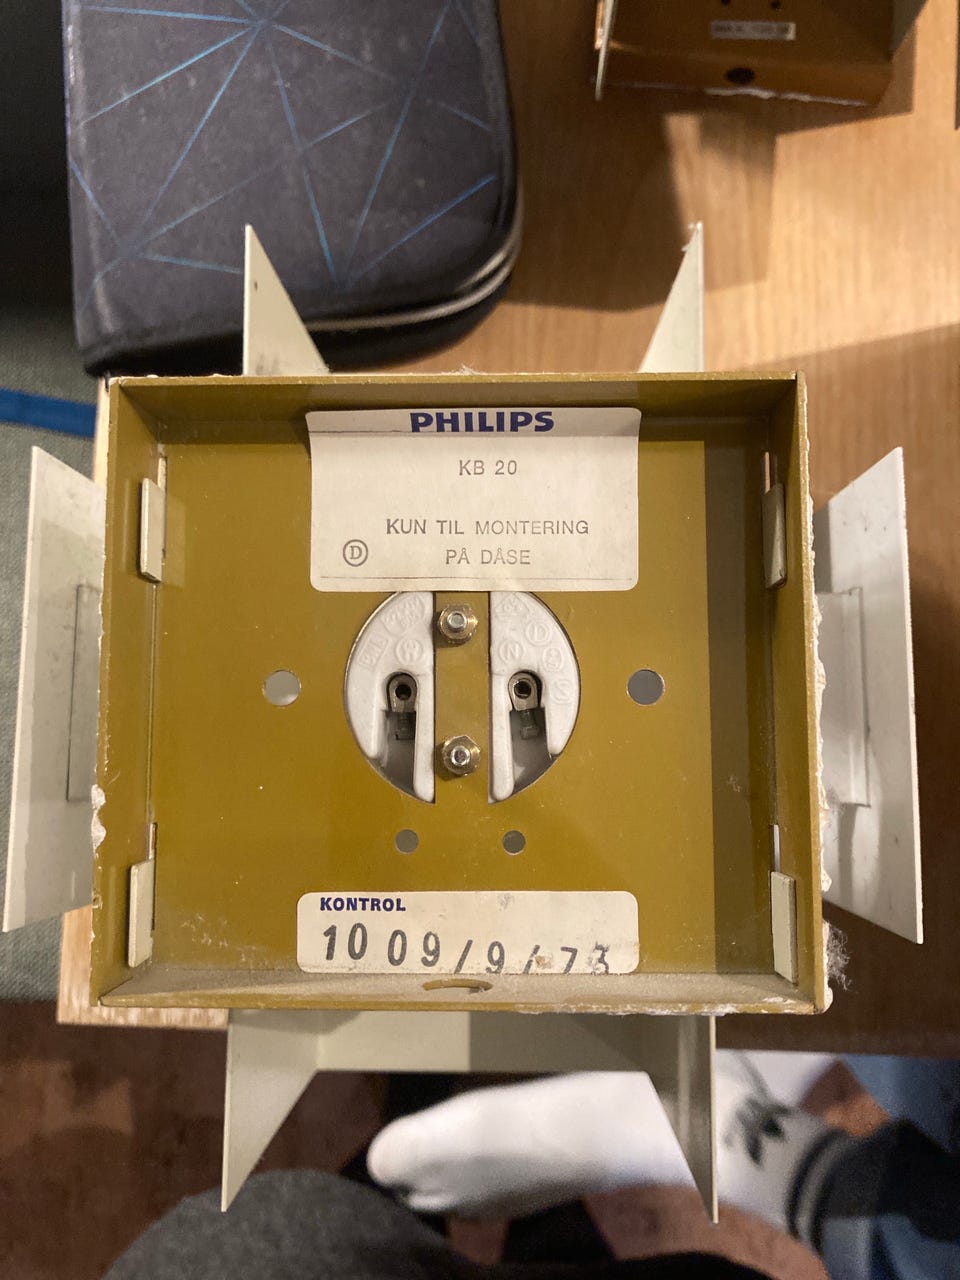 PHILIPS
KB 20
KUN TIL MONTERING
D PÅ DÅSE
N
D
KONTROL
10 09/9/73